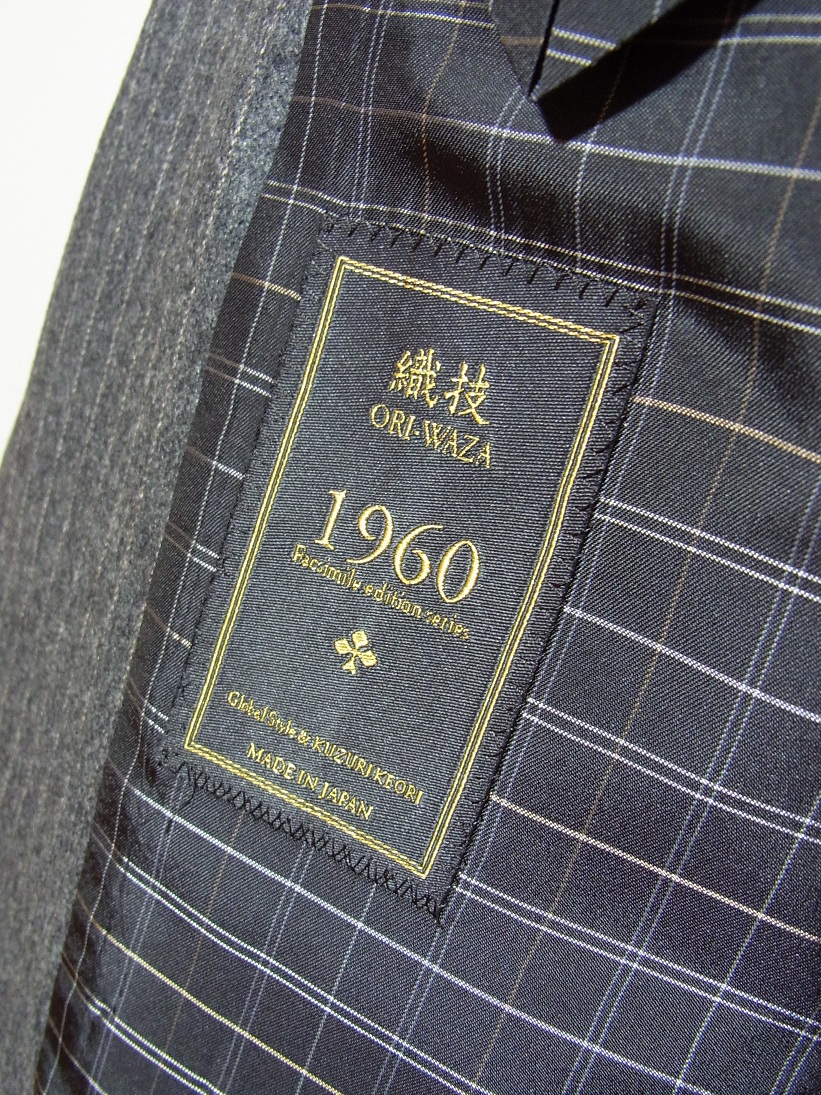 織技
ORI-WAZA
1960
Facsimile edition series
Global Style & KUZURI KEORI
MADE IN JAPAN